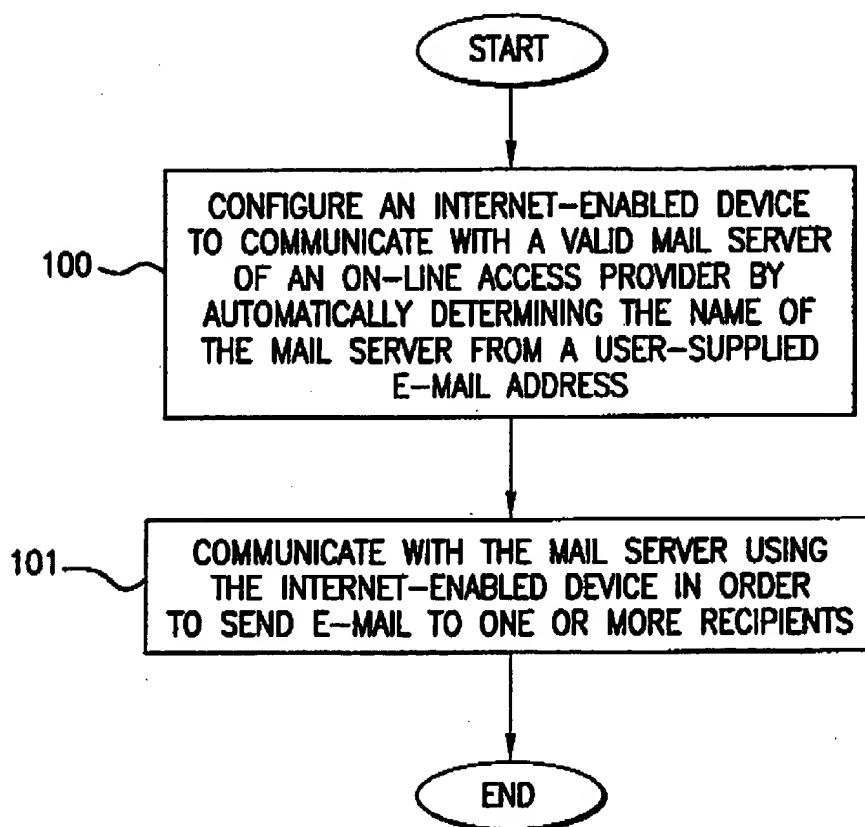 START
100
CONFIGURE AN INTERNET-ENABLED DEVICE
TO COMMUNICATE WITH A VALID MAIL SERVER
OF AN ON-LINE ACCESS PROVIDER BY
AUTOMATICALLY DETERMINING THE NAME OF
THE MAIL SERVER FROM A USER-SUPPLIED
E-MAIL ADDRESS
101
COMMUNICATE WITH THE MAIL SERVER USING
THE INTERNET-ENABLED DEVICE IN ORDER
TO SEND E-MAIL TO ONE OR MORE RECIPIENTS
END